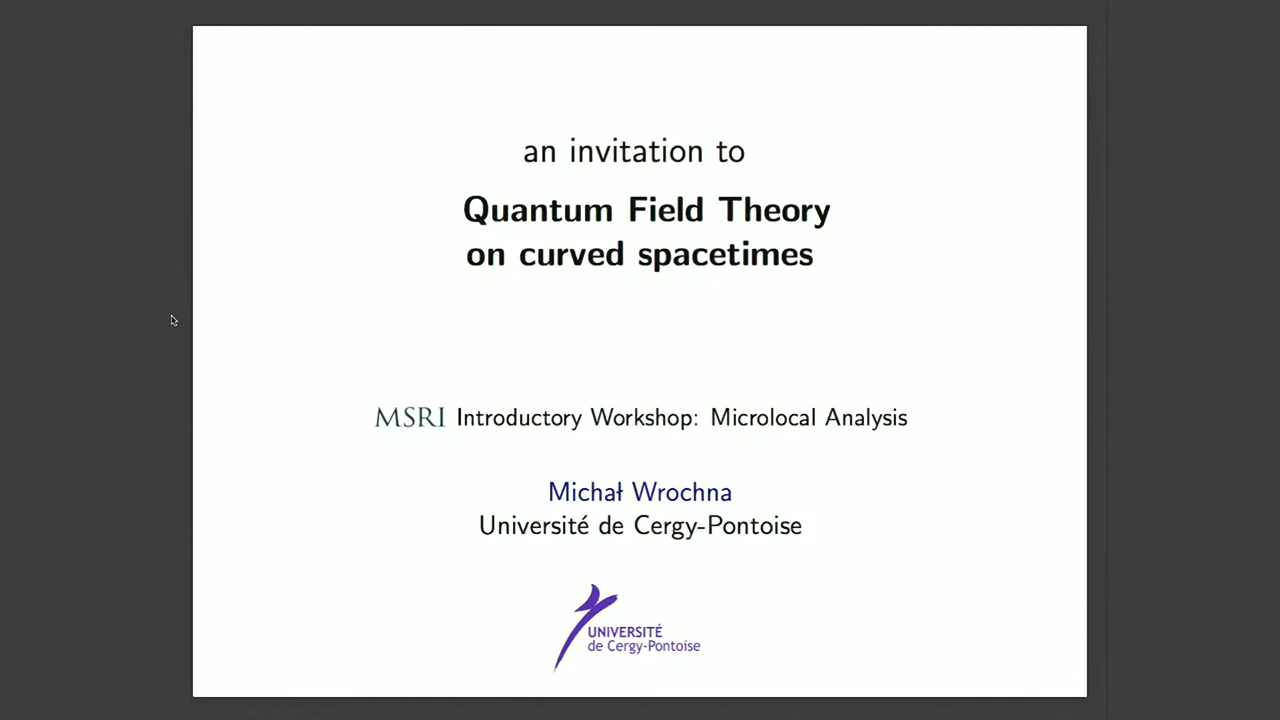 an invitation to
Quantum Field Theory
on curved spacetimes
MSRI Introductory Workshop: Microlocal Analysis
Michał Wrochna
Université de Cergy-Pontoise
UNIVERSITÉ
de Cergy-Pontoise